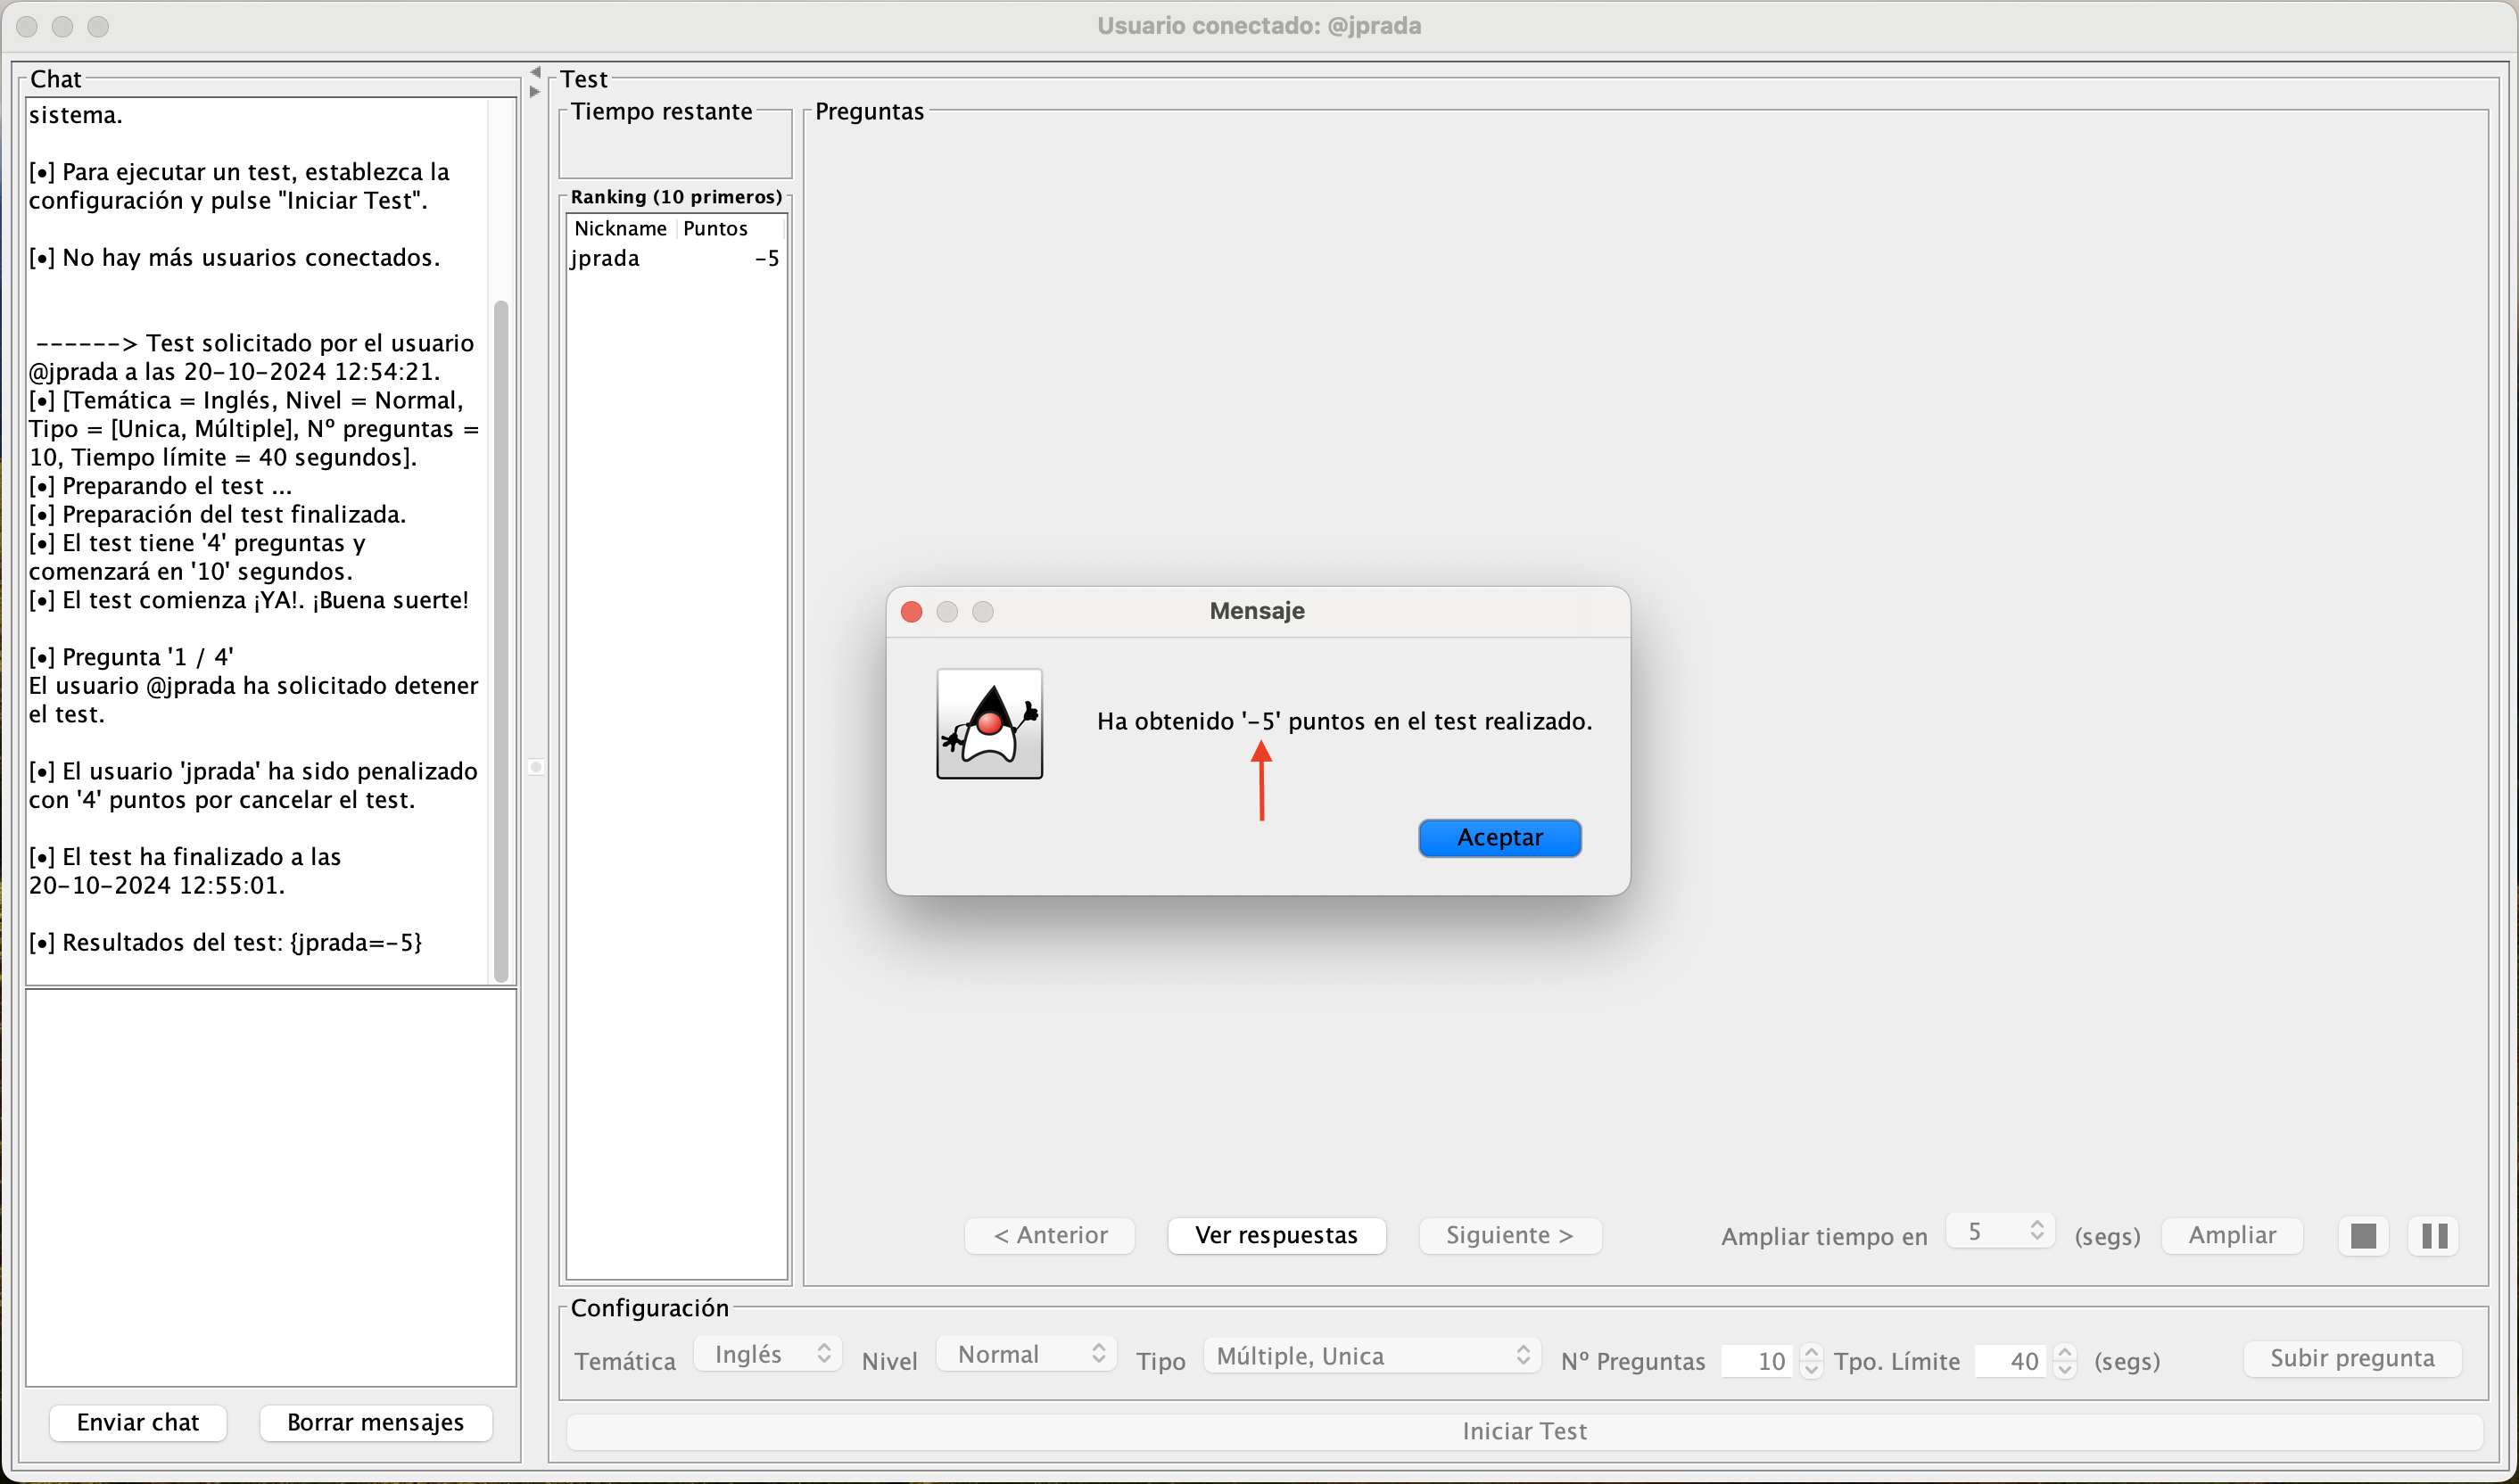 Usuario conectado: @jprada
Chat
sistema.
[•] Para ejecutar un test, establezca la
configuración y pulse "Iniciar Test".
[•] No hay más usuarios conectados.
------> Test solicitado por el usuario
@jprada a las 20-10-2024 12:54:21.
[•] [Temática = Inglés, Nivel = Normal,
Tipo = [Unica, Múltiple], Nº preguntas =
10, Tiempo límite = 40 segundos].
[•] Preparando el test ...
[•] Preparación del test finalizada.
[•] El test tiene '4' preguntas y
comenzará en '10' segundos.
[•] El test comienza ¡YA!. ¡Buena suerte!
[•] Pregunta '1 / 4'
El usuario @jprada ha solicitado detener
el test.
[•] El usuario 'jprada' ha sido penalizado
con '4' puntos por cancelar el test.
[•] El test ha finalizado a las
20-10-2024 12:55:01.
[•] Resultados del test: {jprada=-5}
Enviar chat
Borrar mensajes
Test
Tiempo restante
Ranking (10 primeros)
Nickname Puntos
jprada -5
Preguntas
Mensaje
Ha obtenido '-5' puntos en el test realizado.
Aceptar
< Anterior
Ver respuestas
Siguiente >
Ampliar tiempo en 5 (segs)
Ampliar
Configuración
Temática Inglés Nivel Normal Tipo Múltiple, Unica Nº Preguntas 10 Tpo. Límite 40 (segs)
Subir pregunta
Iniciar Test